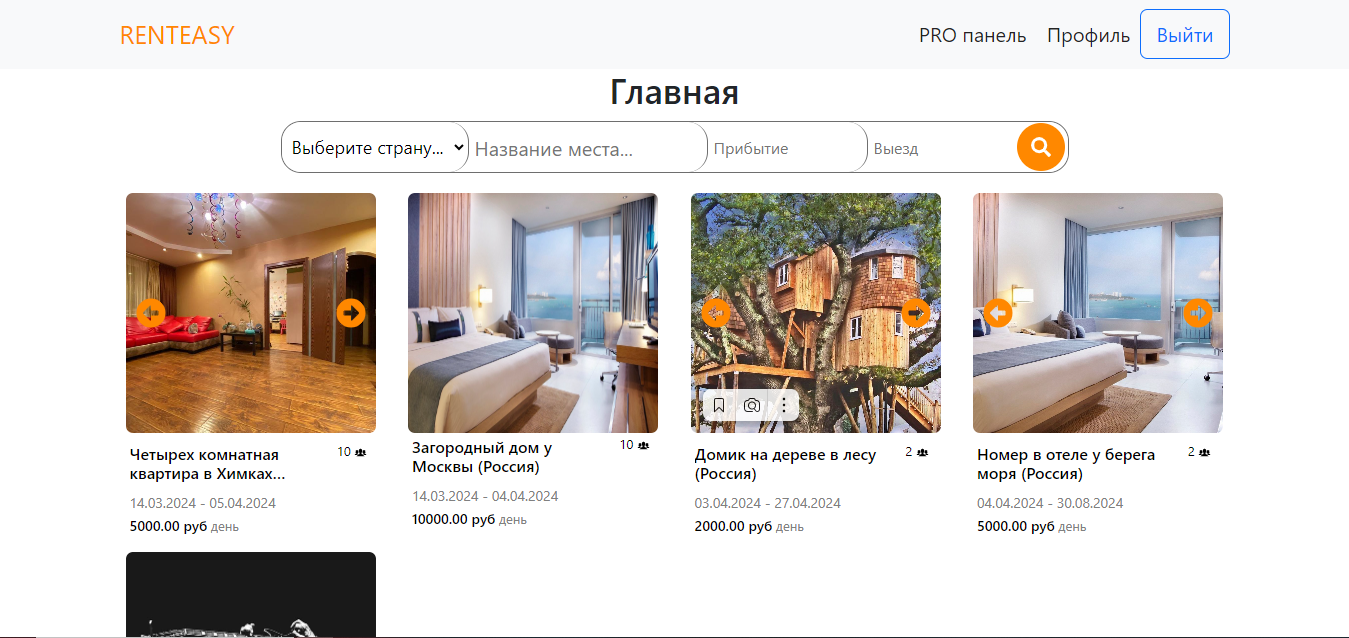 RENTEASY
PRO панель
Профиль
Выйти
Главная
Выберите страну...
Название места...
Прибытие
Выезд
Четырех комнатная
квартира в Химках...
10
14.03.2024 - 05.04.2024
5000.00 руб день
Загородный дом у
Москвы (Россия)
10
14.03.2024 - 04.04.2024
10000.00 руб день
Домик на дереве в лесу
(Россия)
2
03.04.2024 - 27.04.2024
2000.00 руб день
Номер в отеле у берега
моря (Россия)
2
04.04.2024 - 30.08.2024
5000.00 руб день